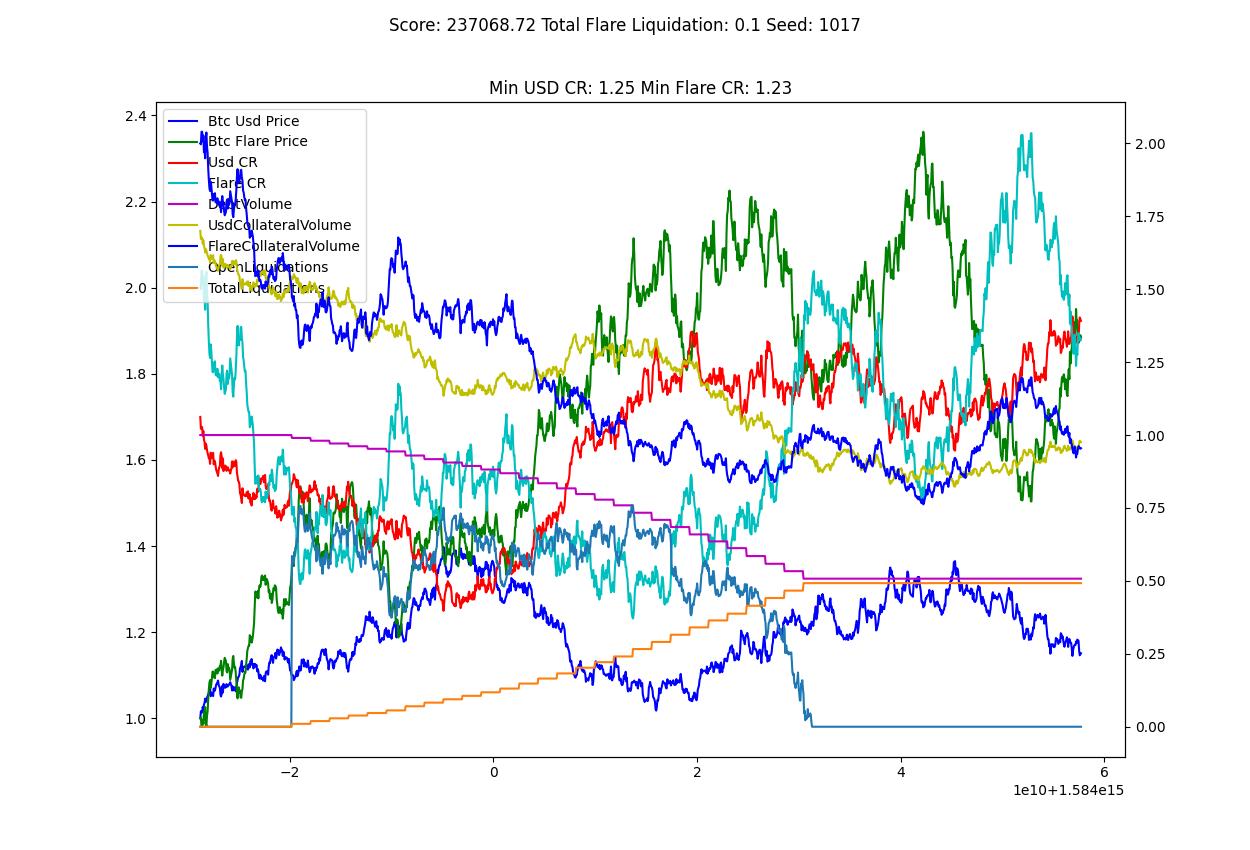 Score: 237068.72 Total Flare Liquidation: 0.1 Seed: 1017
Min USD CR: 1.25 Min Flare CR: 1.23
Btc Usd Price
Btc Flare Price
Usd CR
Flare CR
DebtVolume
UsdCollateralVolume
FlareCollateralVolume
OpenLiquidations
TotalLiquidations
2.4
2.2
2.0
1.8
1.6
1.4
1.2
1.0
2.00
1.75
1.50
1.25
1.00
0.75
0.50
0.25
0.00
−2 0 2 4 6
1e10+1.584e15